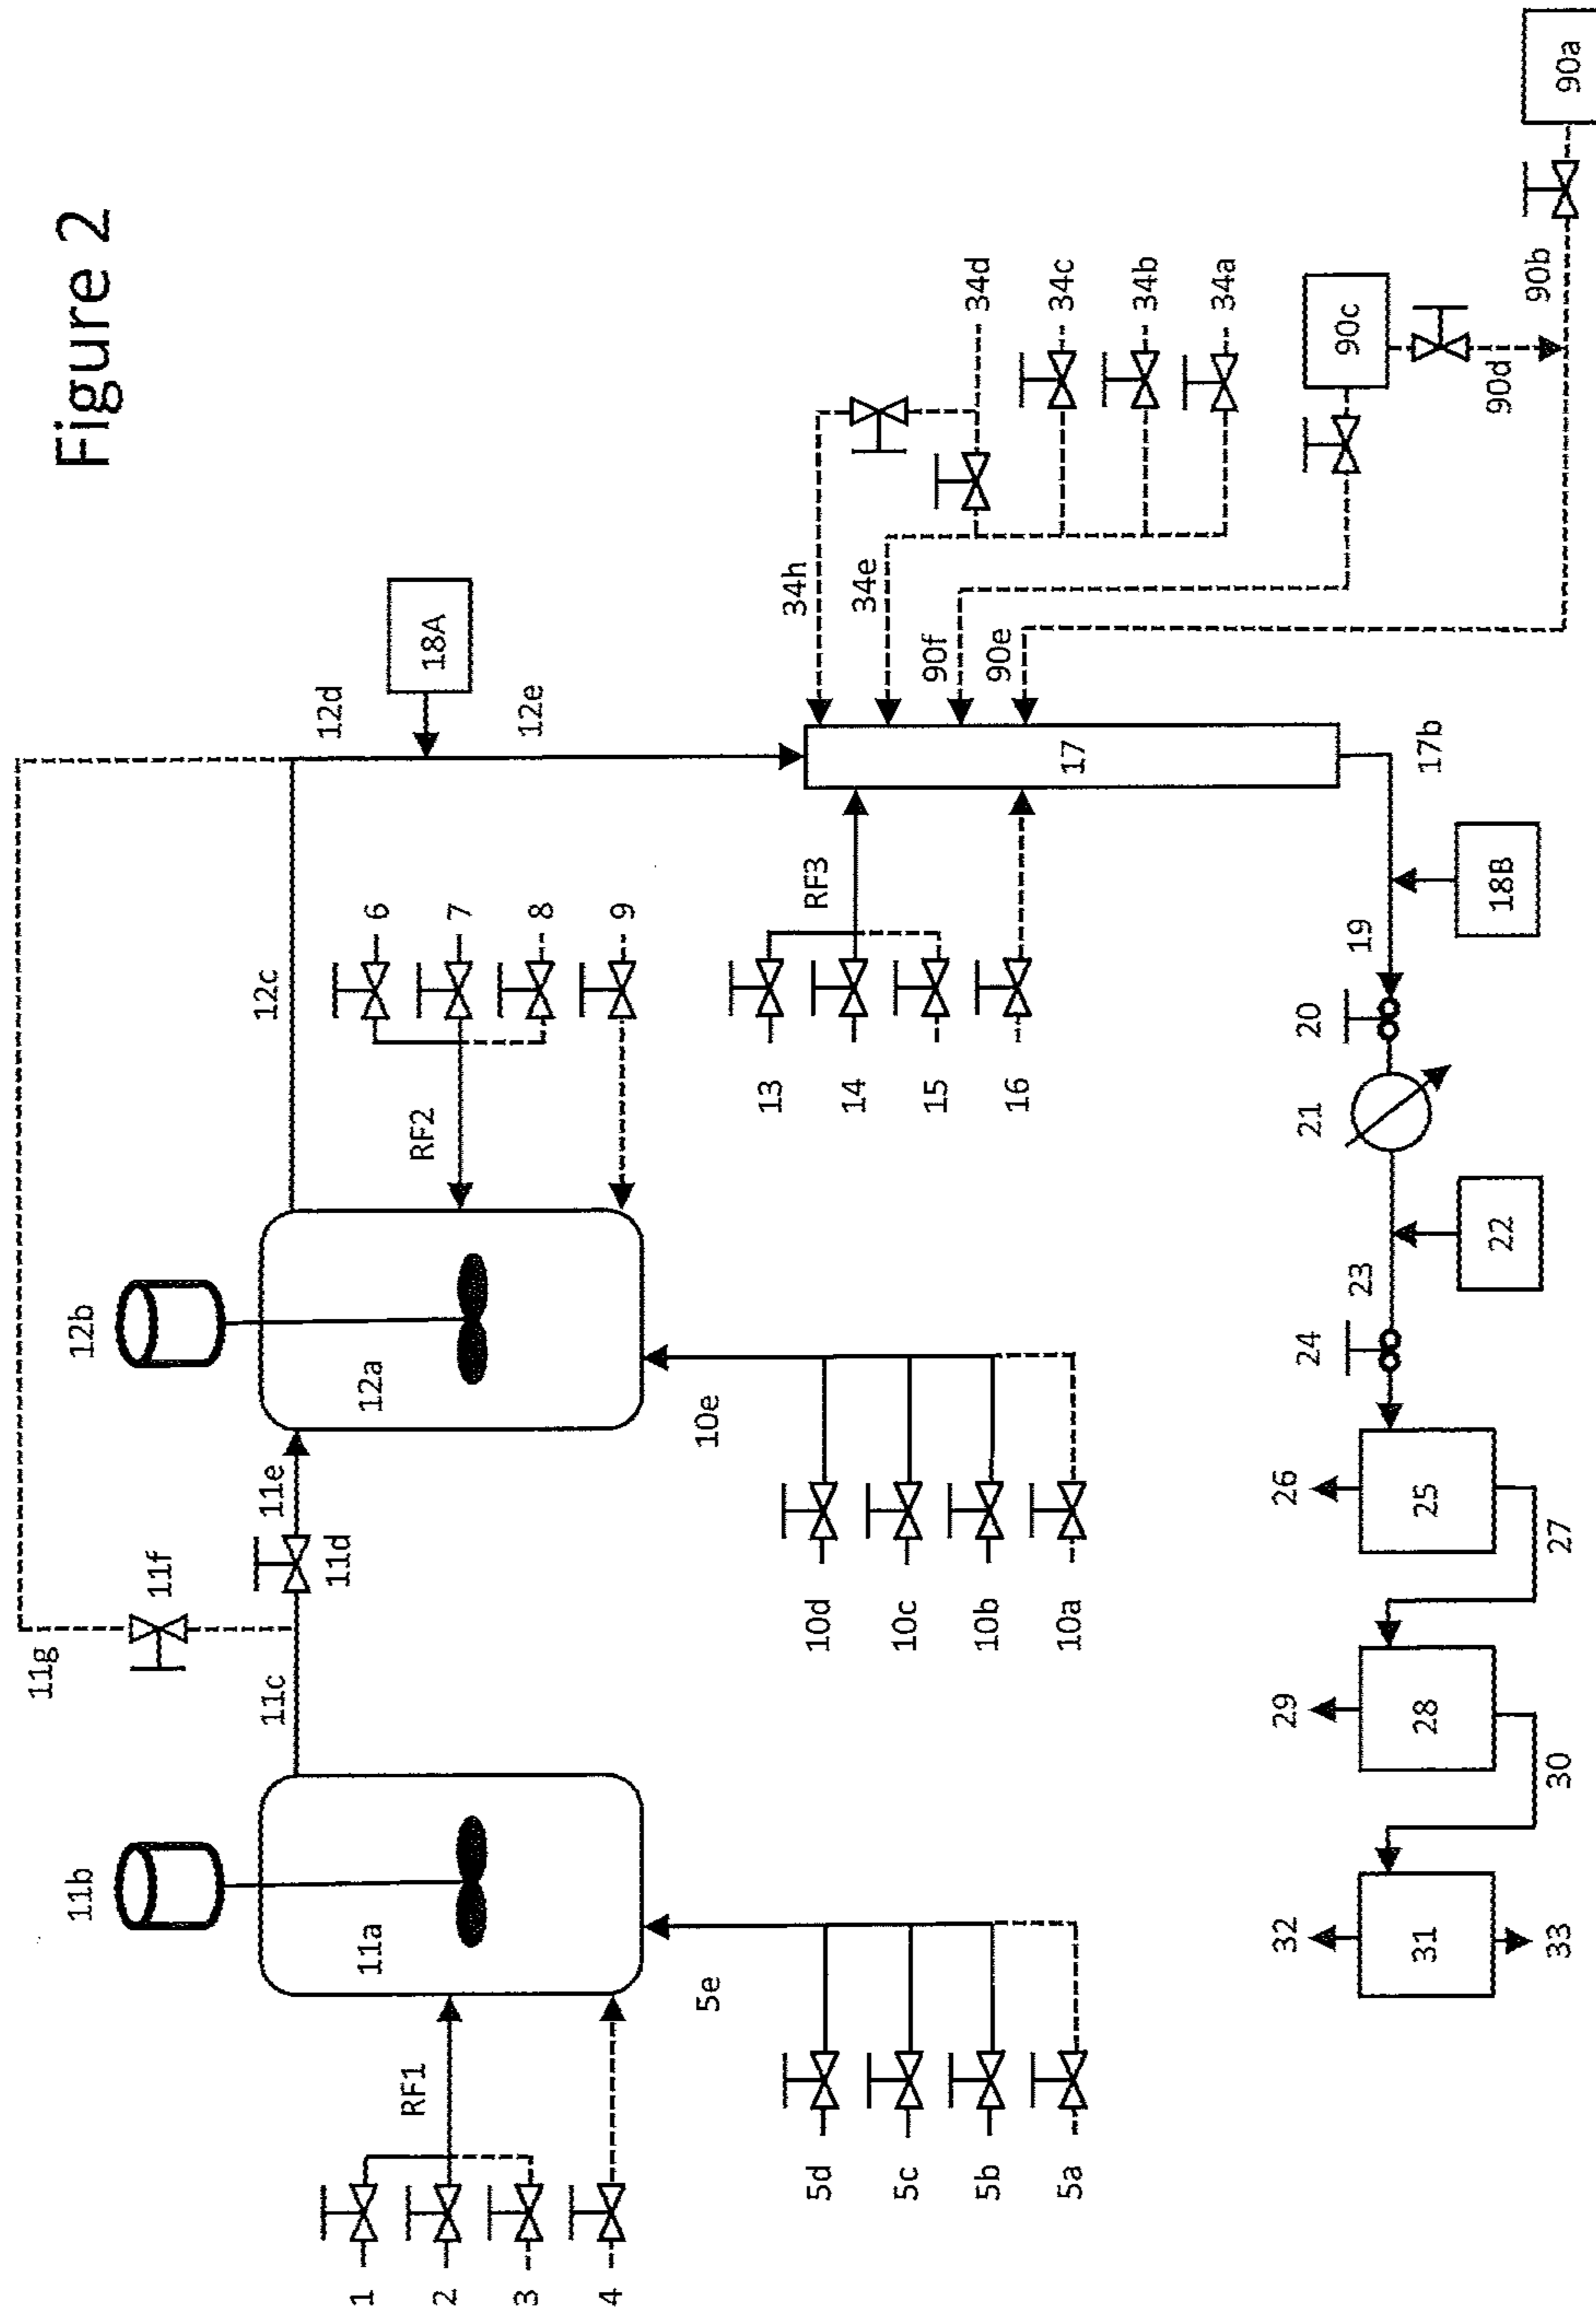 Figure 2
11g
11f
11b
12b
11c
11d
11e
12c
12d
18A
12e
11a
12a
1
2
3
4
RF1
RF2
6
7
8
9
5e
5d
5c
5b
5a
10e
10d
10c
10b
10a
13
14
15
16
RF3
17
34h
34e
90f
90e
34d
34c
34b
34a
90c
90d
90b
90a
17b
18B
19
20
21
22
23
24
25
26
27
28
29
30
31
32
33